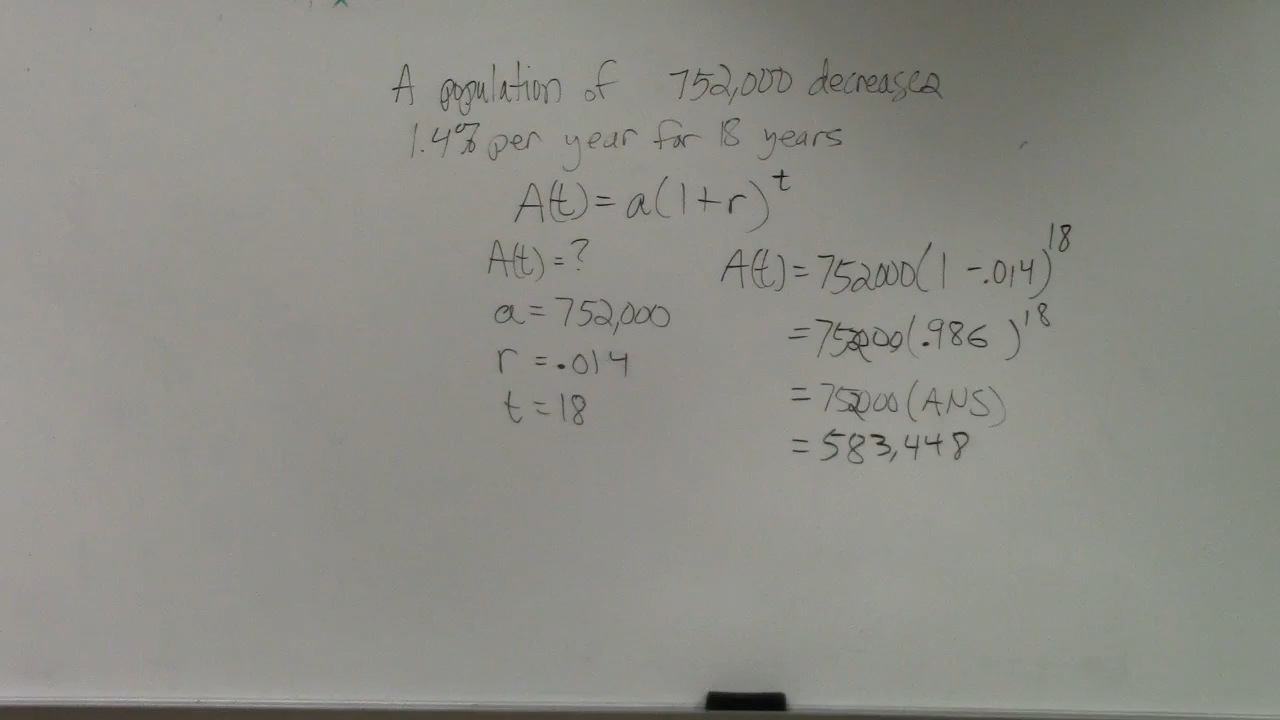 A population of 752,000 decreases
1.4% per year for 18 years
A(t) = a(1+r)^t
A(t) = ?
a = 752,000
r = .014
t = 18
A(t) = 752000(1 -.014)^18
= 752000(.986 )^18
= 752000(ANS)
= 583,448